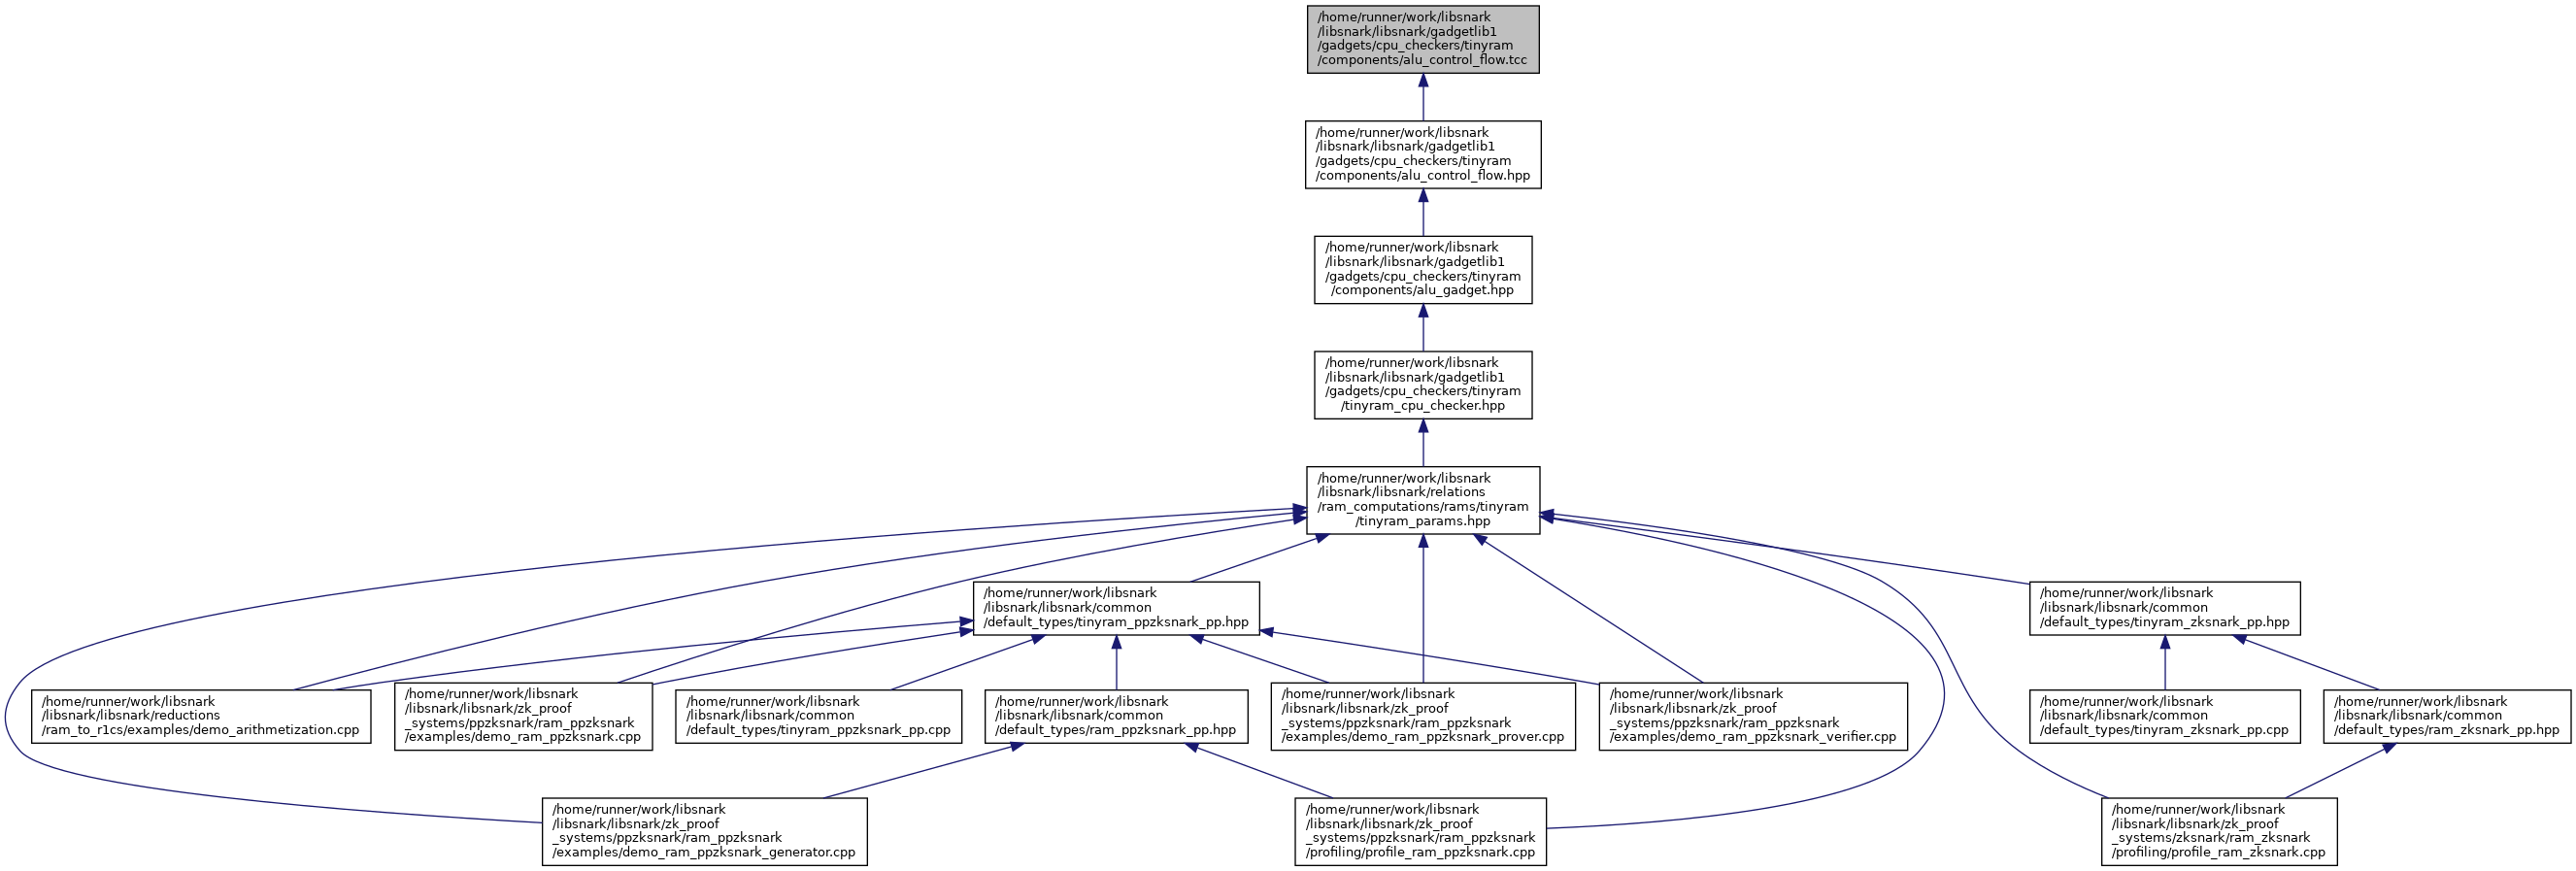 /home/runner/work/libsnark
/libsnark/libsnark/gadgetlib1
/gadgets/cpu_checkers/tinyram
/components/alu_control_flow.tcc
/home/runner/work/libsnark
/libsnark/libsnark/gadgetlib1
/gadgets/cpu_checkers/tinyram
/components/alu_control_flow.hpp
/home/runner/work/libsnark
/libsnark/libsnark/gadgetlib1
/gadgets/cpu_checkers/tinyram
/components/alu_gadget.hpp
/home/runner/work/libsnark
/libsnark/libsnark/gadgetlib1
/gadgets/cpu_checkers/tinyram
/tinyram_cpu_checker.hpp
/home/runner/work/libsnark
/libsnark/libsnark/relations
/ram_computations/rams/tinyram
/tinyram_params.hpp
/home/runner/work/libsnark
/libsnark/libsnark/common
/default_types/tinyram_ppzksnark_pp.hpp
/home/runner/work/libsnark
/libsnark/libsnark/common
/default_types/tinyram_zksnark_pp.hpp
/home/runner/work/libsnark
/libsnark/libsnark/reductions
/ram_to_r1cs/examples/demo_arithmetization.cpp
/home/runner/work/libsnark
/libsnark/libsnark/zk_proof
_systems/ppzksnark/ram_ppzksnark
/examples/demo_ram_ppzksnark.cpp
/home/runner/work/libsnark
/libsnark/libsnark/common
/default_types/tinyram_ppzksnark_pp.cpp
/home/runner/work/libsnark
/libsnark/libsnark/common
/default_types/ram_ppzksnark_pp.hpp
/home/runner/work/libsnark
/libsnark/libsnark/zk_proof
_systems/ppzksnark/ram_ppzksnark
/examples/demo_ram_ppzksnark_prover.cpp
/home/runner/work/libsnark
/libsnark/libsnark/zk_proof
_systems/ppzksnark/ram_ppzksnark
/examples/demo_ram_ppzksnark_verifier.cpp
/home/runner/work/libsnark
/libsnark/libsnark/common
/default_types/tinyram_zksnark_pp.cpp
/home/runner/work/libsnark
/libsnark/libsnark/common
/default_types/ram_zksnark_pp.hpp
/home/runner/work/libsnark
/libsnark/libsnark/zk_proof
_systems/ppzksnark/ram_ppzksnark
/examples/demo_ram_ppzksnark_generator.cpp
/home/runner/work/libsnark
/libsnark/libsnark/zk_proof
_systems/ppzksnark/ram_ppzksnark
/profiling/profile_ram_ppzksnark.cpp
/home/runner/work/libsnark
/libsnark/libsnark/zk_proof
_systems/zksnark/ram_zksnark
/profiling/profile_ram_zksnark.cpp